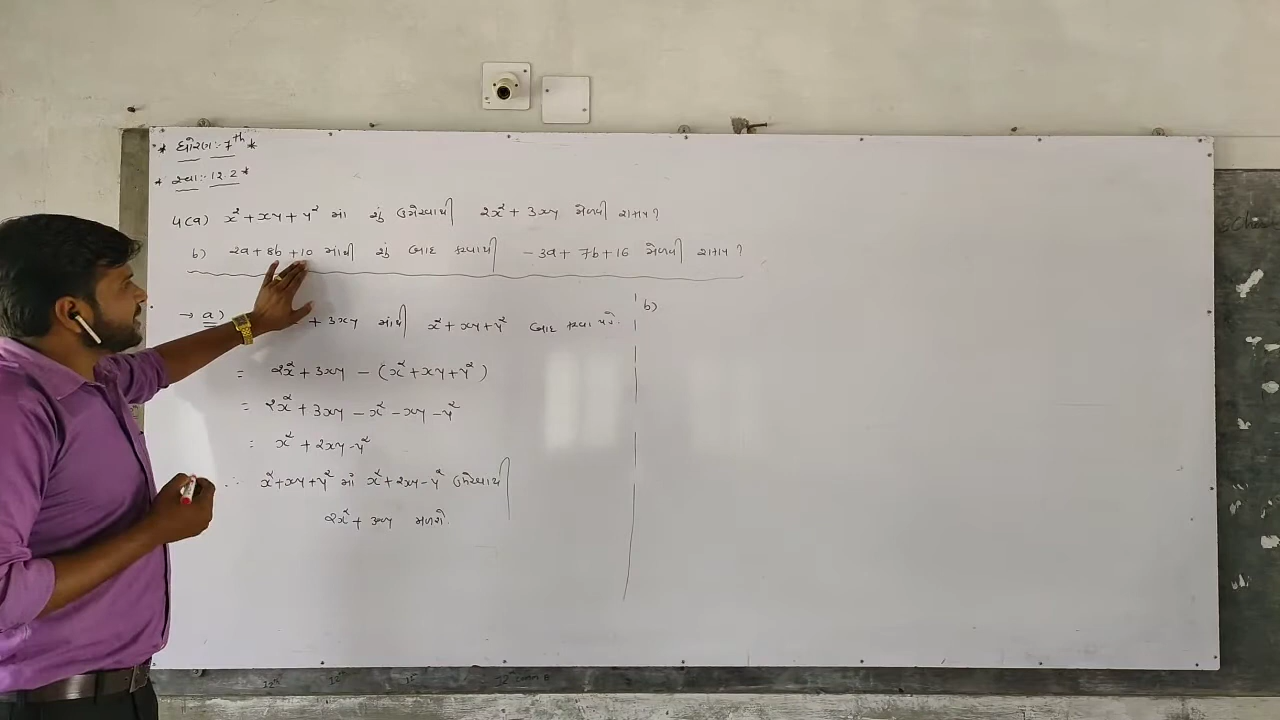 * ધોરણ:- 7th *
* સ્વા:- 12.2 *
4(a) x² + xy + y² માં શું ઉમેરવાથી 2x² + 3xy મેળવી શકાય?
b) 2a + 8b + 10 માંથી શું બાદ કરવાથી - 3a + 7b + 16 મેળવી શકાય?
→ a) + 3xy માંથી x² + xy + y² બાદ કરવા પડે.
b)
= 2x² + 3xy - (x² + xy + y²)
= 2x² + 3xy - x² - xy - y²
= x² + 2xy - y²
∴ x² + xy + y² માં x² + 2xy - y² ઉમેરવાથી
2x² + 3xy મળશે.